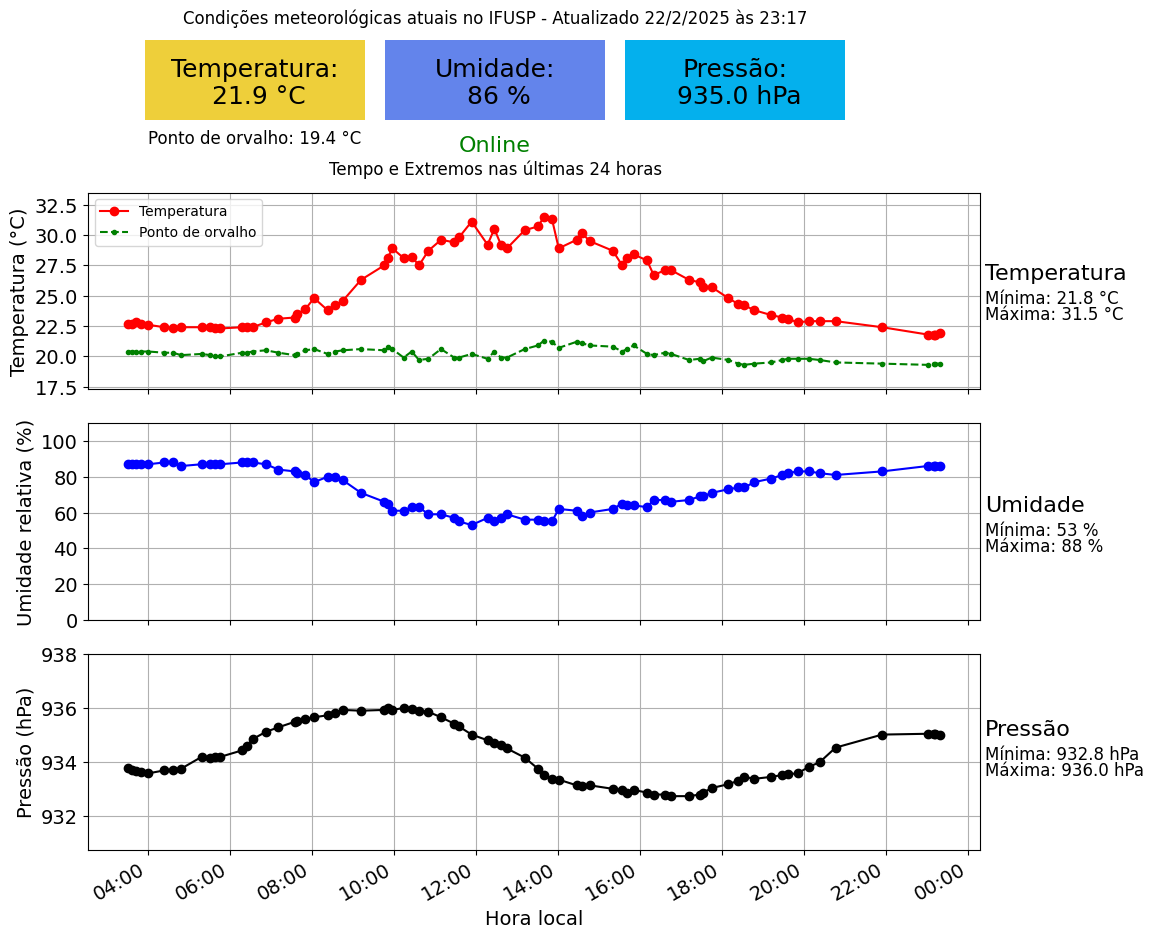 Condições meteorológicas atuais no IFUSP - Atualizado 22/2/2025 às 23:17
Temperatura:
21.9 °C
Umidade:
86 %
Pressão:
935.0 hPa
Ponto de orvalho: 19.4 °C
Online
Tempo e Extremos nas últimas 24 horas
Temperatura (°C)
32.5
30.0
27.5
25.0
22.5
20.0
17.5
Temperatura
Ponto de orvalho
Temperatura
Mínima: 21.8 °C
Máxima: 31.5 °C
Umidade relativa (%)
100
80
60
40
20
0
Umidade
Mínima: 53 %
Máxima: 88 %
Pressão (hPa)
938
936
934
932
Pressão
Mínima: 932.8 hPa
Máxima: 936.0 hPa
04:00 06:00 08:00 10:00 12:00 14:00 16:00 18:00 20:00 22:00 00:00
Hora local